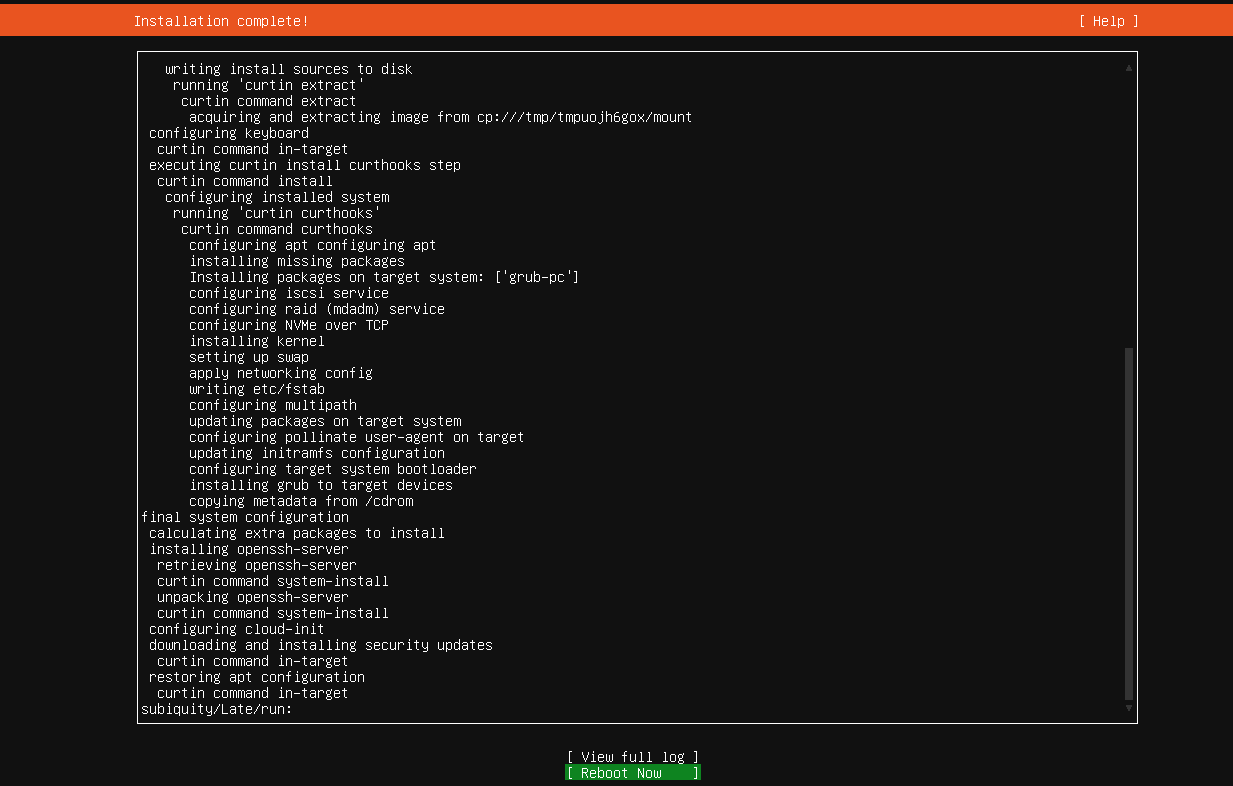 Installation complete! [ Help ]
writing install sources to disk
running 'curtin extract'
curtin command extract
acquiring and extracting image from cp:///tmp/tmpuojh6gox/mount
configuring keyboard
curtin command in-target
executing curtin install curthooks step
curtin command install
configuring installed system
running 'curtin curthooks'
curtin command curthooks
configuring apt configuring apt
installing missing packages
Installing packages on target system: ['grub-pc']
configuring iscsi service
configuring raid (mdadm) service
configuring NVMe over TCP
installing kernel
setting up swap
apply networking config
writing etc/fstab
configuring multipath
updating packages on target system
configuring pollinate user-agent on target
updating initramfs configuration
configuring target system bootloader
installing grub to target devices
copying metadata from /cdrom
final system configuration
calculating extra packages to install
installing openssh-server
retrieving openssh-server
curtin command system-install
unpacking openssh-server
curtin command system-install
configuring cloud-init
downloading and installing security updates
curtin command in-target
restoring apt configuration
curtin command in-target
subiquity/Late/run:
[ View full log ]
[ Reboot Now ]